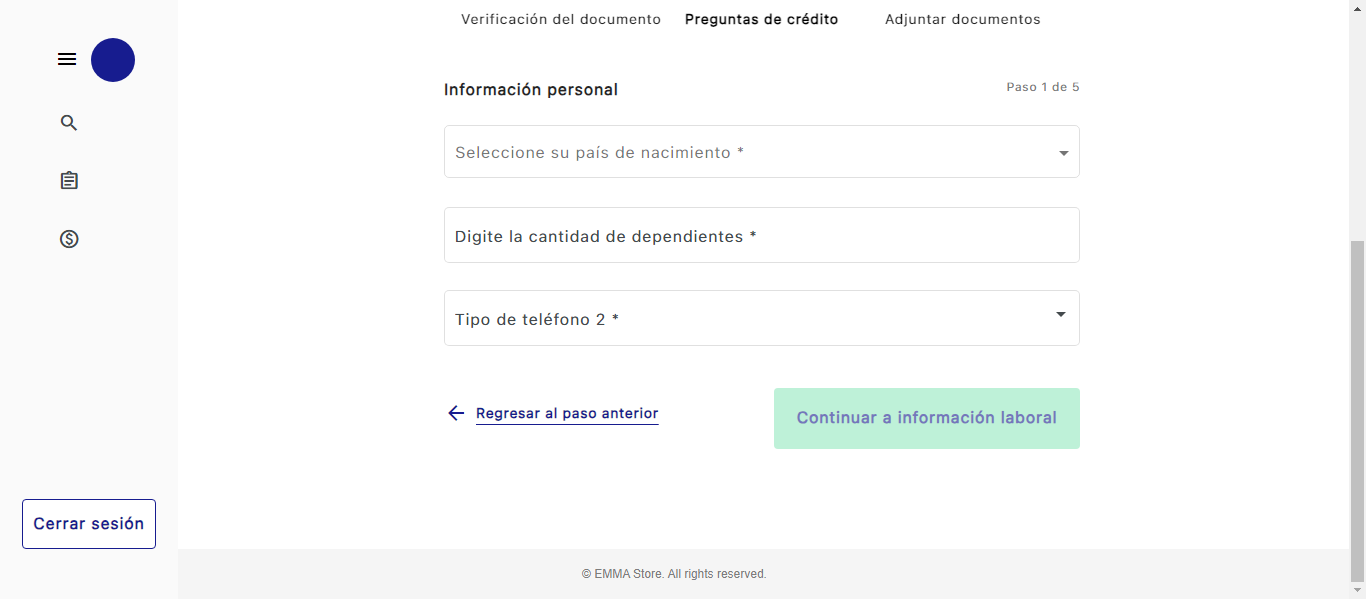 Verificación del documento Preguntas de crédito Adjuntar documentos
Información personal Paso 1 de 5
Seleccione su país de nacimiento *
Digite la cantidad de dependientes *
Tipo de teléfono 2 *
Regresar al paso anterior Continuar a información laboral
Cerrar sesión
© EMMA Store. All rights reserved.